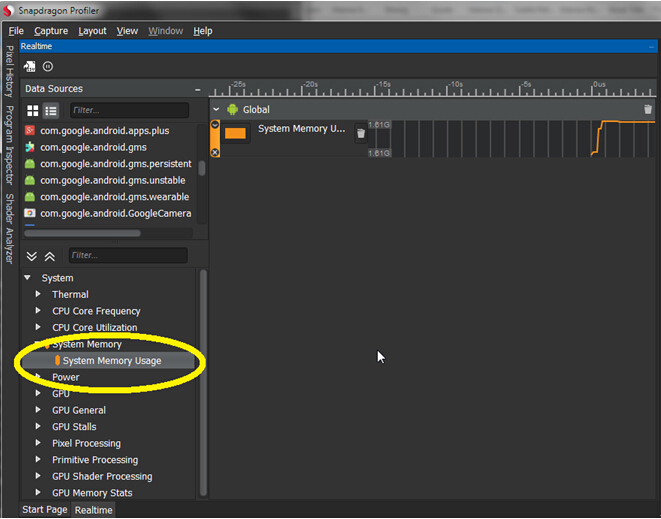 Snapdragon Profiler
File Capture Layout View Window Help
Realtime
Pixel History
Program Inspector
Shader Analyzer
Data Sources
Filter...
com.google.android.apps.plus
com.google.android.gms
com.google.android.gms.persistent
com.google.android.gms.unstable
com.google.android.gms.wearable
com.google.android.GoogleCamera
Filter...
System
Thermal
CPU Core Frequency
CPU Core Utilization
System Memory
System Memory Usage
Power
GPU
GPU General
GPU Stalls
Pixel Processing
Primitive Processing
GPU Shader Processing
GPU Memory Stats
-25s -20s -15s -10s -5s 0us
Global
System Memory U...
1.61G
1.61G
Start Page Realtime